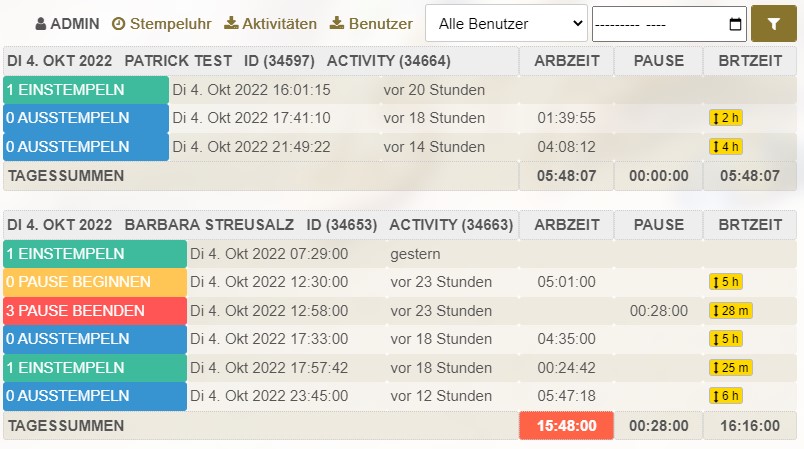 ADMIN Stempeluhr Aktivitäten Benutzer Alle Benutzer --------- ----
DI 4. OKT 2022 PATRICK TEST ID (34597) ACTIVITY (34664) ARBZEIT PAUSE BRTZEIT
1 EINSTEMPELN Di 4. Okt 2022 16:01:15 vor 20 Stunden
0 AUSSTEMPELN Di 4. Okt 2022 17:41:10 vor 18 Stunden 01:39:55 2 h
0 AUSSTEMPELN Di 4. Okt 2022 21:49:22 vor 14 Stunden 04:08:12 4 h
TAGESSUMMEN 05:48:07 00:00:00 05:48:07
DI 4. OKT 2022 BARBARA STREUSALZ ID (34653) ACTIVITY (34663) ARBZEIT PAUSE BRTZEIT
1 EINSTEMPELN Di 4. Okt 2022 07:29:00 gestern
0 PAUSE BEGINNEN Di 4. Okt 2022 12:30:00 vor 23 Stunden 05:01:00 5 h
3 PAUSE BEENDEN Di 4. Okt 2022 12:58:00 vor 23 Stunden 00:28:00 28 m
0 AUSSTEMPELN Di 4. Okt 2022 17:33:00 vor 18 Stunden 04:35:00 5 h
1 EINSTEMPELN Di 4. Okt 2022 17:57:42 vor 18 Stunden 00:24:42 25 m
0 AUSSTEMPELN Di 4. Okt 2022 23:45:00 vor 12 Stunden 05:47:18 6 h
TAGESSUMMEN 15:48:00 00:28:00 16:16:00